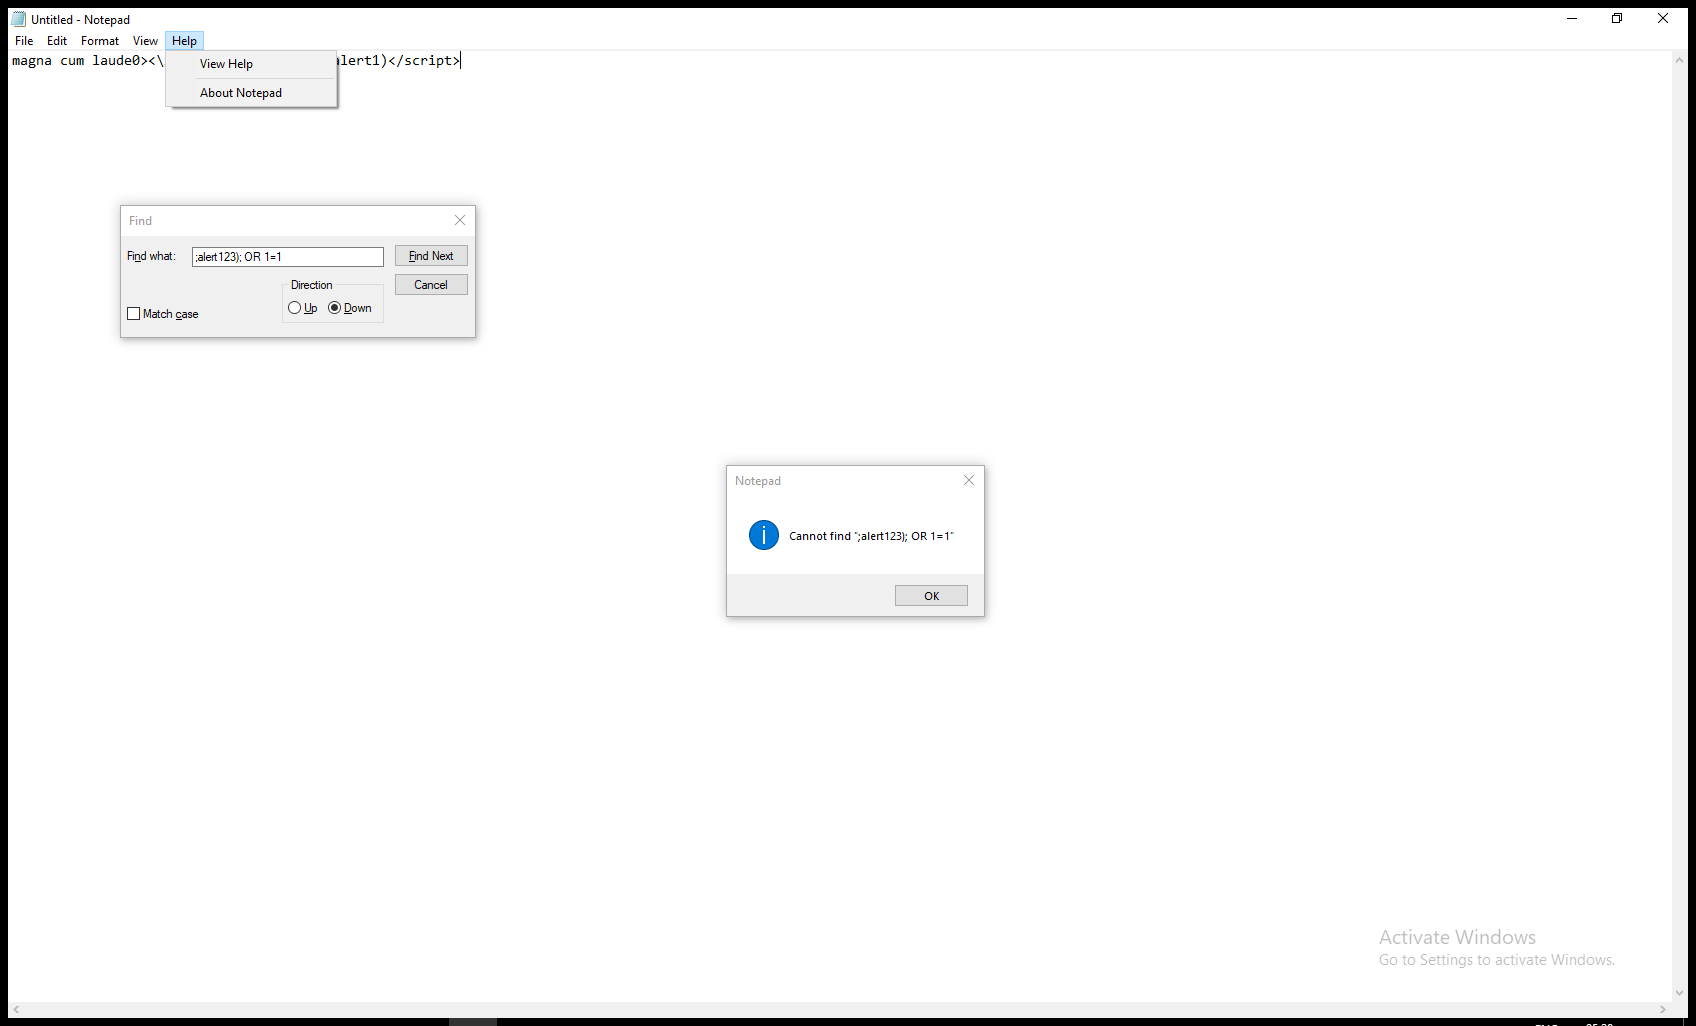 Untitled - Notepad
File Edit Format View Help
magna cum laude0><\ lert1)</script>
View Help
About Notepad
Find
Find what: ;alert123); OR 1=1 Find Next
Direction Cancel
Up Down
Match case
Notepad
Cannot find ";alert123); OR 1=1"
OK
Activate Windows
Go to Settings to activate Windows.